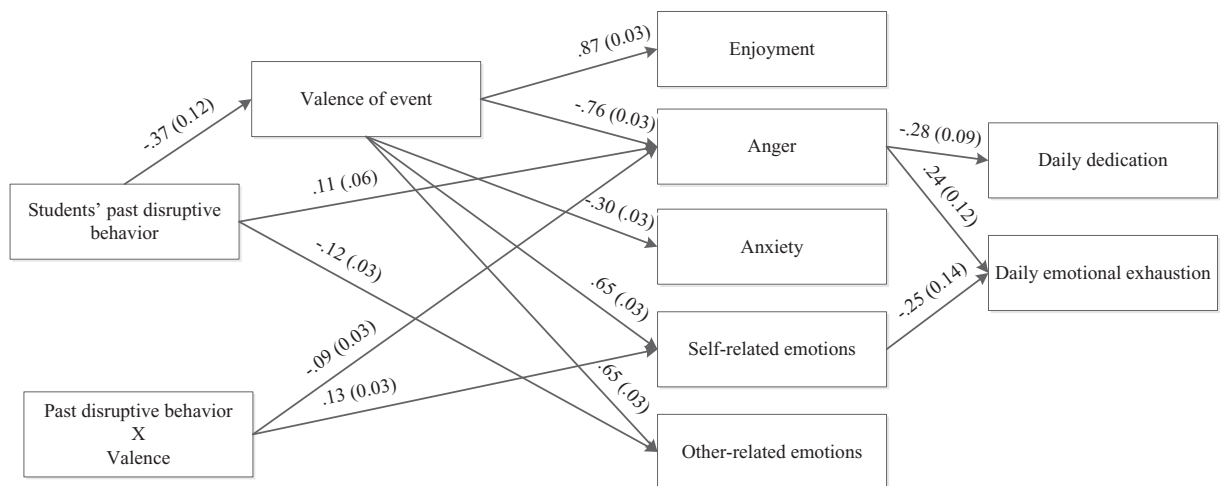 Enjoyment
.87 (0.03)
Valence of event
-.76 (0.03)
Anger
-.28 (0.09)
Daily dedication
-.37 (0.12)
.11 (.06)
.24 (0.12)
Students’ past disruptive
behavior
-.30 (.03)
Anxiety
Daily emotional exhaustion
-.12 (.03)
.65 (.03)
-.25 (0.14)
Self-related emotions
-.09 (0.03)
.13 (0.03)
.65 (.03)
Past disruptive behavior
X
Valence
Other-related emotions